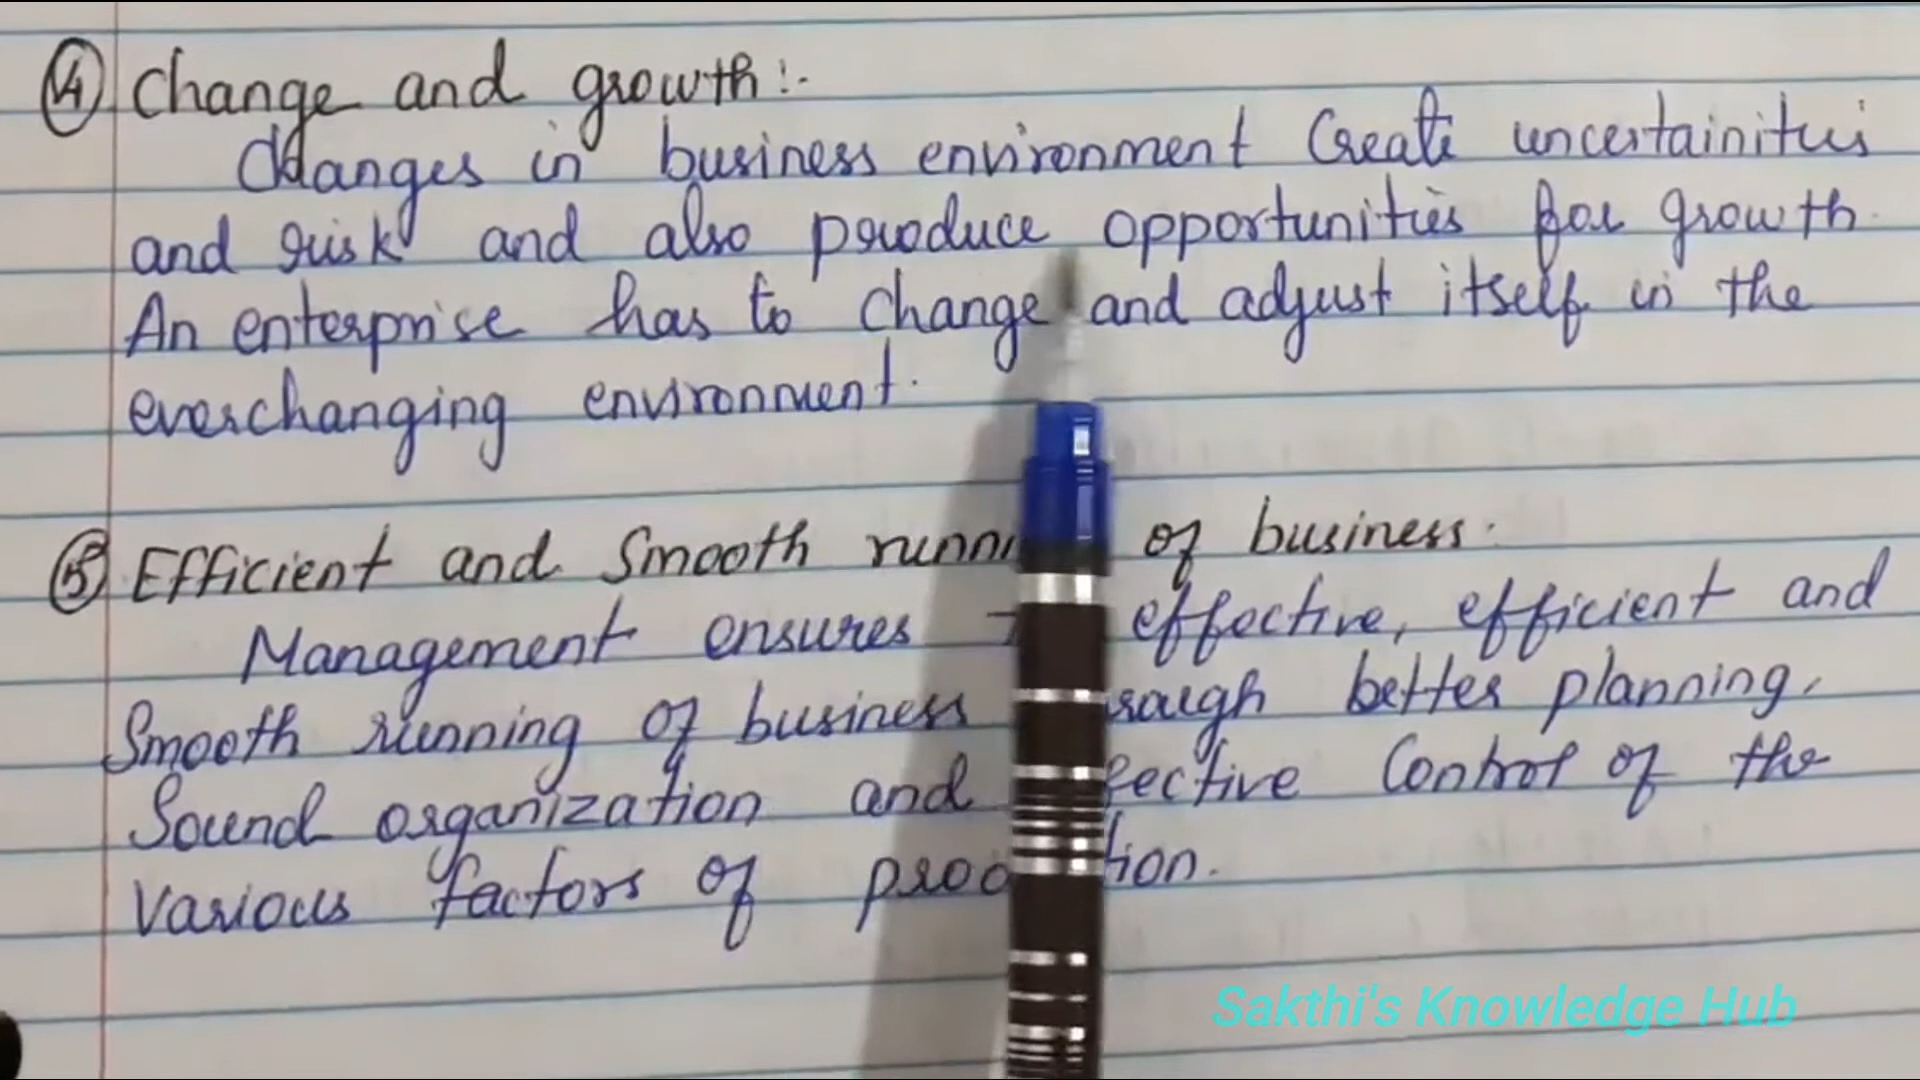 ④ Change and growth:-
Changes in business environment Create uncertainitus
and risk and also produce opportunities for growth
An enterprise has to change and adjust itself in the
everchanging environment.
⑤ Efficient and Smooth of business.
Management ensures effective, efficient and
Smooth running of business better planning,
Sound organization and Control of the
various factors of
Sakthi's Knowledge Hub